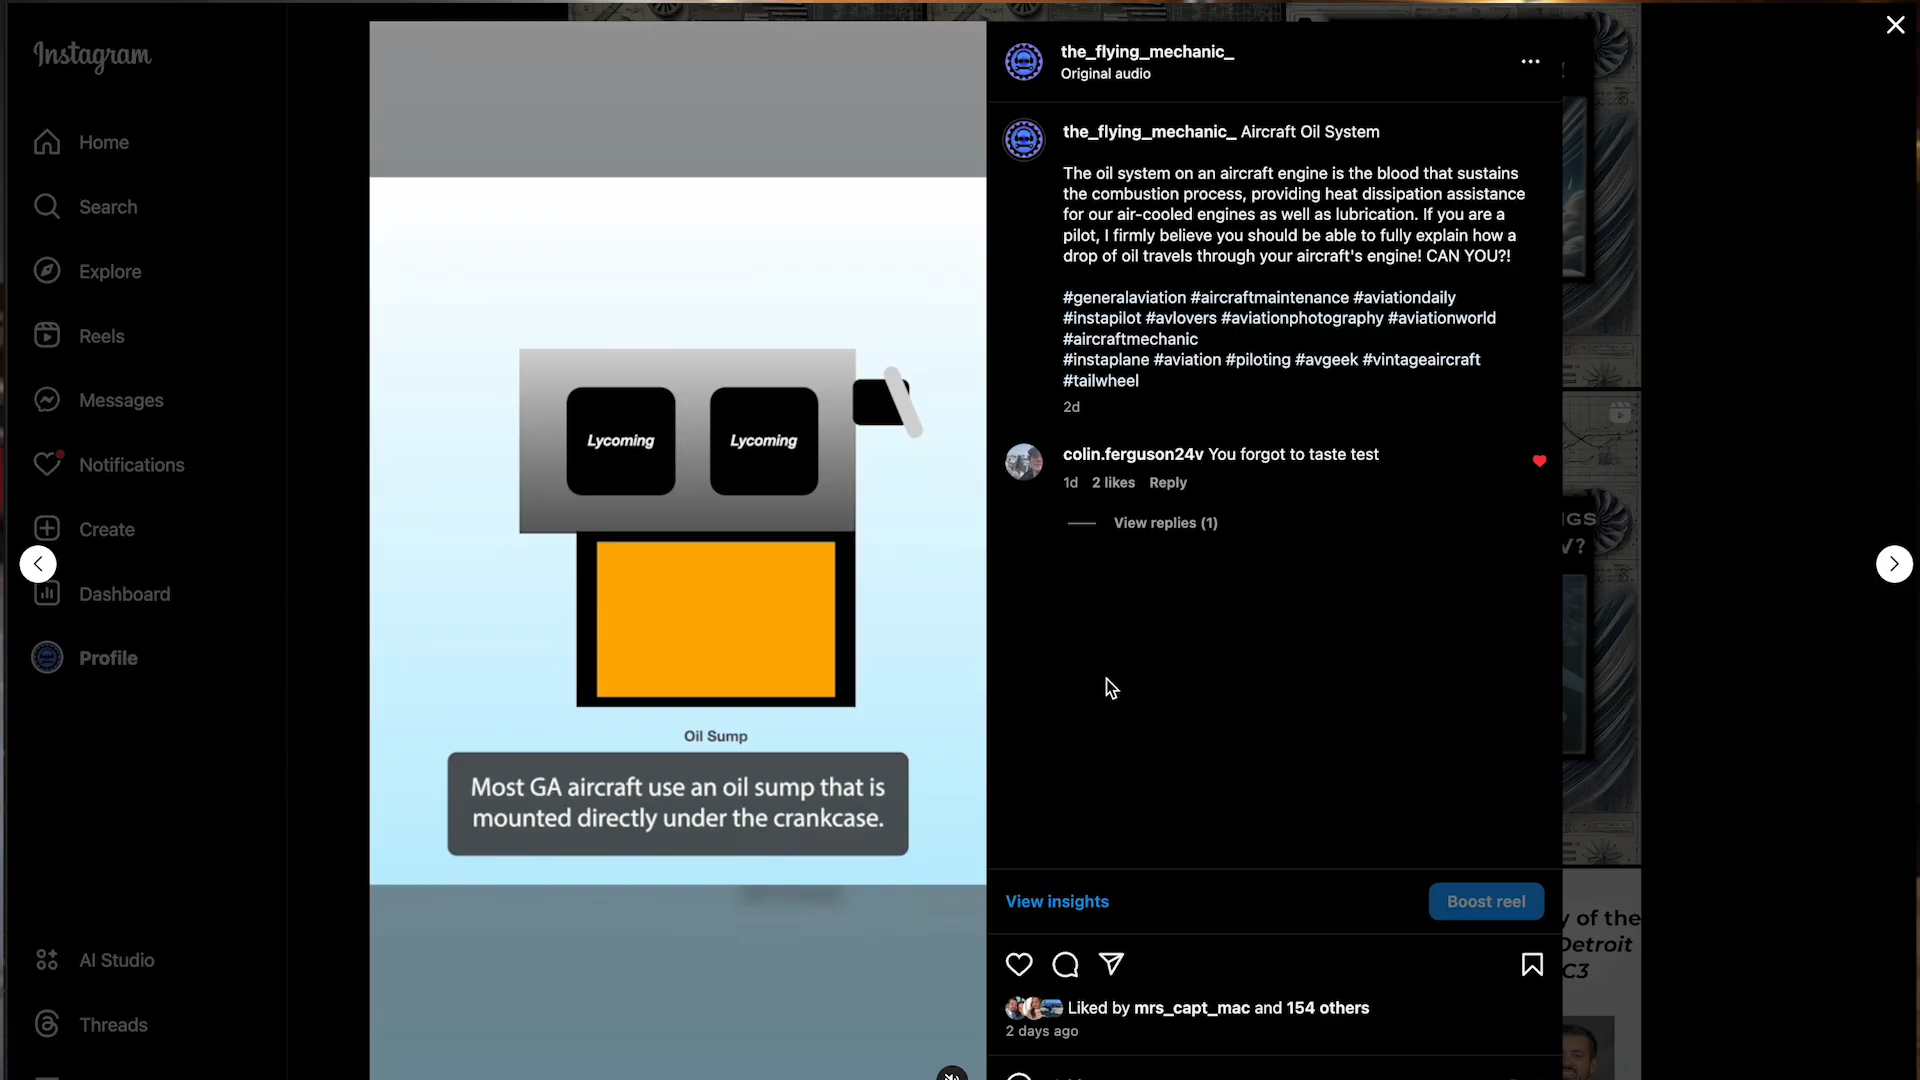 Instagram
Home
Search
Explore
Reels
Messages
Notifications
Create
Dashboard
Profile
AI Studio
Threads
Lycoming
Lycoming
Oil Sump
Most GA aircraft use an oil sump that is
mounted directly under the crankcase.
the_flying_mechanic_
Original audio
the_flying_mechanic_ Aircraft Oil System
The oil system on an aircraft engine is the blood that sustains
the combustion process, providing heat dissipation assistance
for our air-cooled engines as well as lubrication. If you are a
pilot, I firmly believe you should be able to fully explain how a
drop of oil travels through your aircraft's engine! CAN YOU?!
#generalaviation #aircraftmaintenance #aviationdaily
#instapilot #avlovers #aviationphotography #aviationworld
#aircraftmechanic
#instaplane #aviation #piloting #avgeek #vintageaircraft
#tailwheel
2d
colin.ferguson24v You forgot to taste test
1d 2 likes Reply
View replies (1)
View insights
Boost reel
Liked by mrs_capt_mac and 154 others
2 days ago
GS
V?
y of the
Detroit
C3